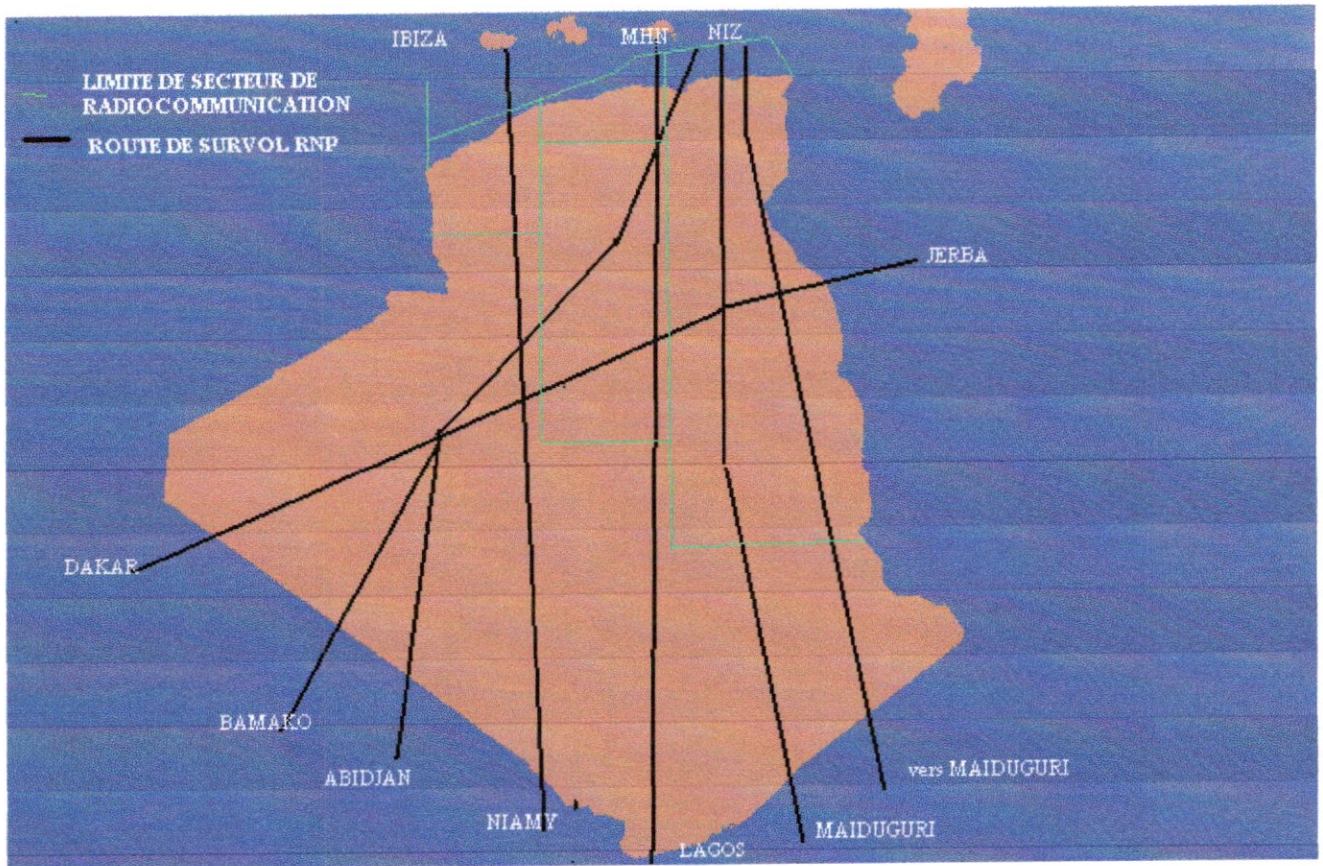 IBIZA
MHN
NIZ
LIMITE DE SECTEUR DE
RADIOCOMMUNICATION
ROUTE DE SURVOL RNP
JERBA
DAKAR
BAMAKO
ABIDJAN
NIAMY
LAGOS
MAIDUGURI
vers MAIDUGURI